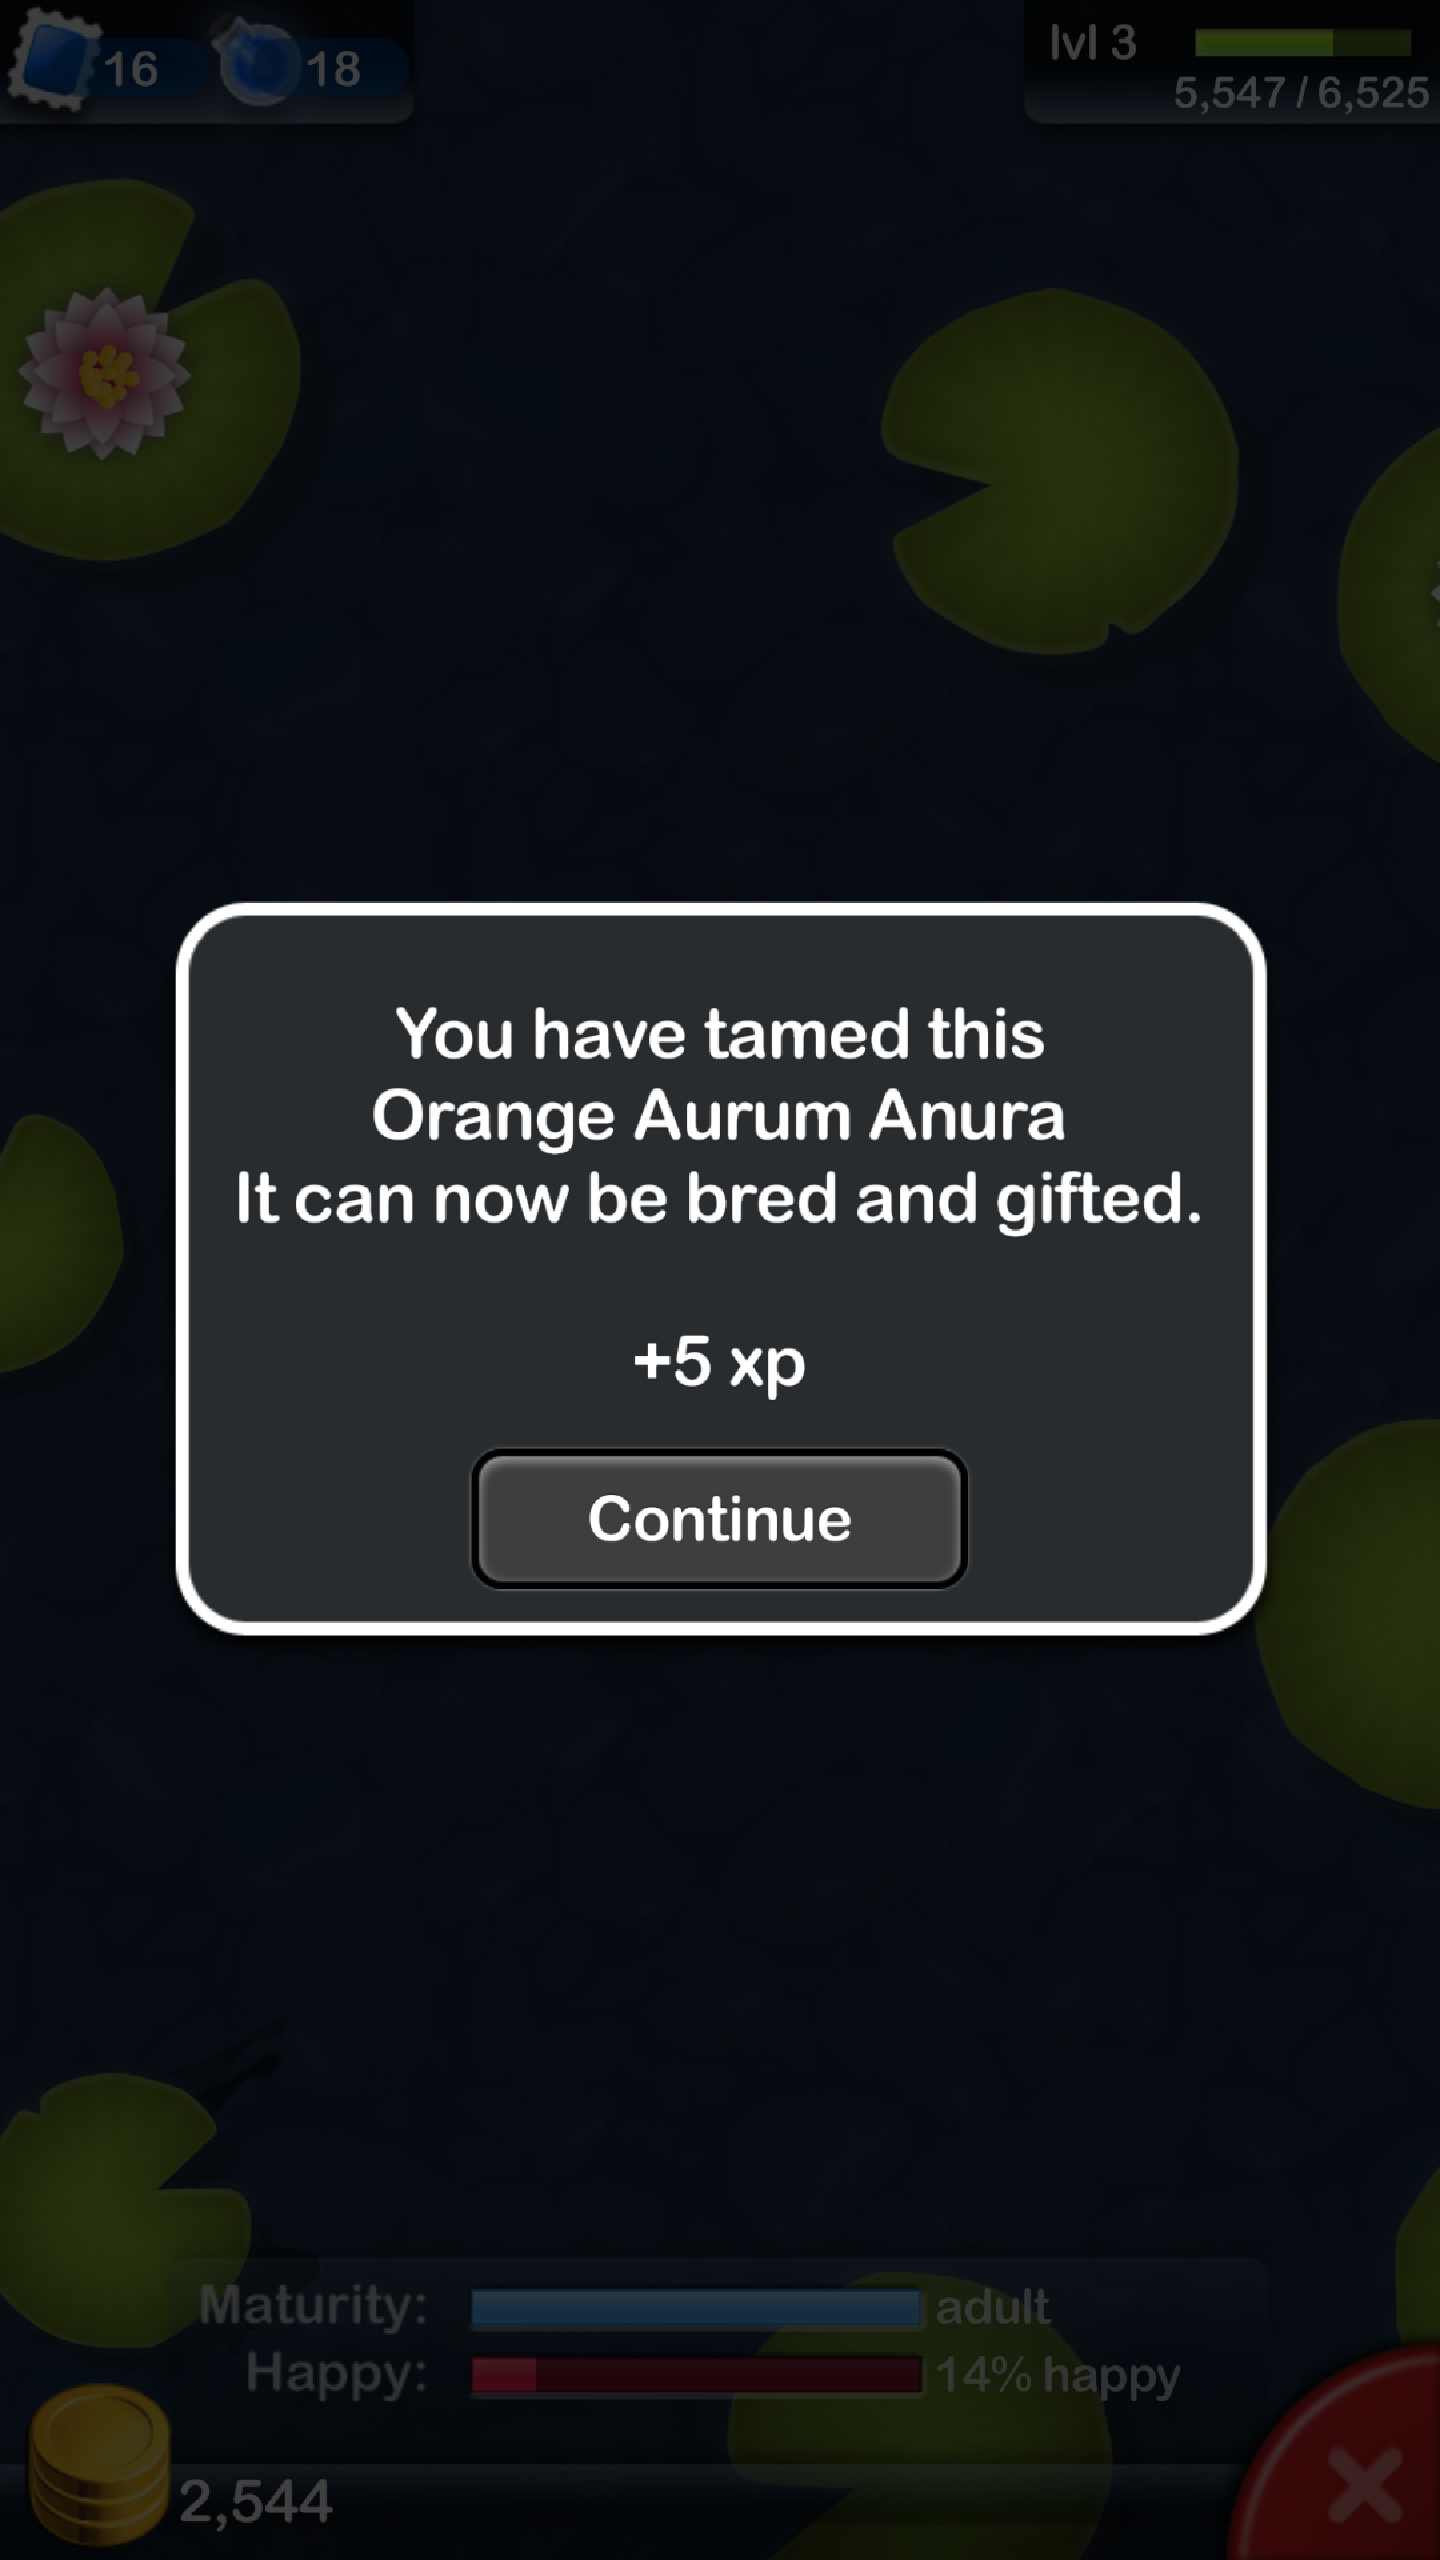 16
18
lvl 3
5,547 / 6,525
You have tamed this
Orange Aurum Anura
It can now be bred and gifted.
+5 xp
Continue
Maturity: adult
Happy: 14% happy
2,544